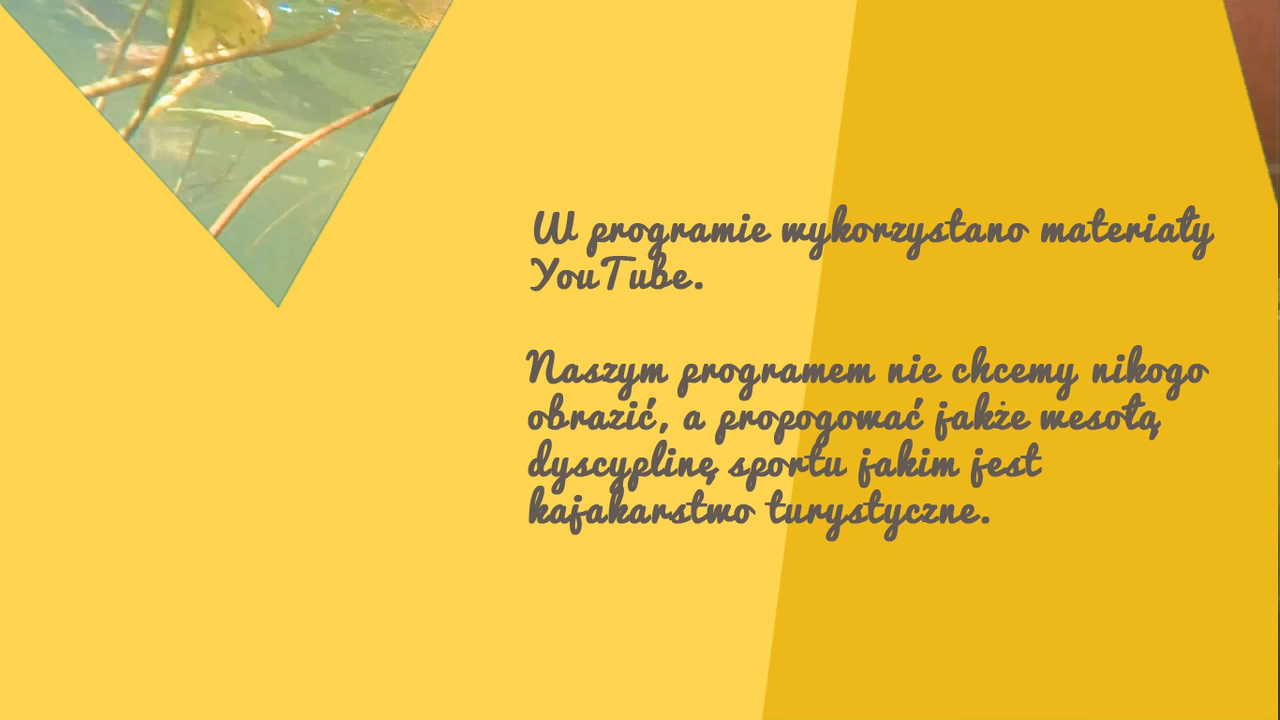 W programie wykorzystano materiały
YouTube.
Naszym programem nie chcemy nikogo
obrazić, a propogować jakże wesołą
dyscyplinę sportu jakim jest
kajakarstwo turystyczne.